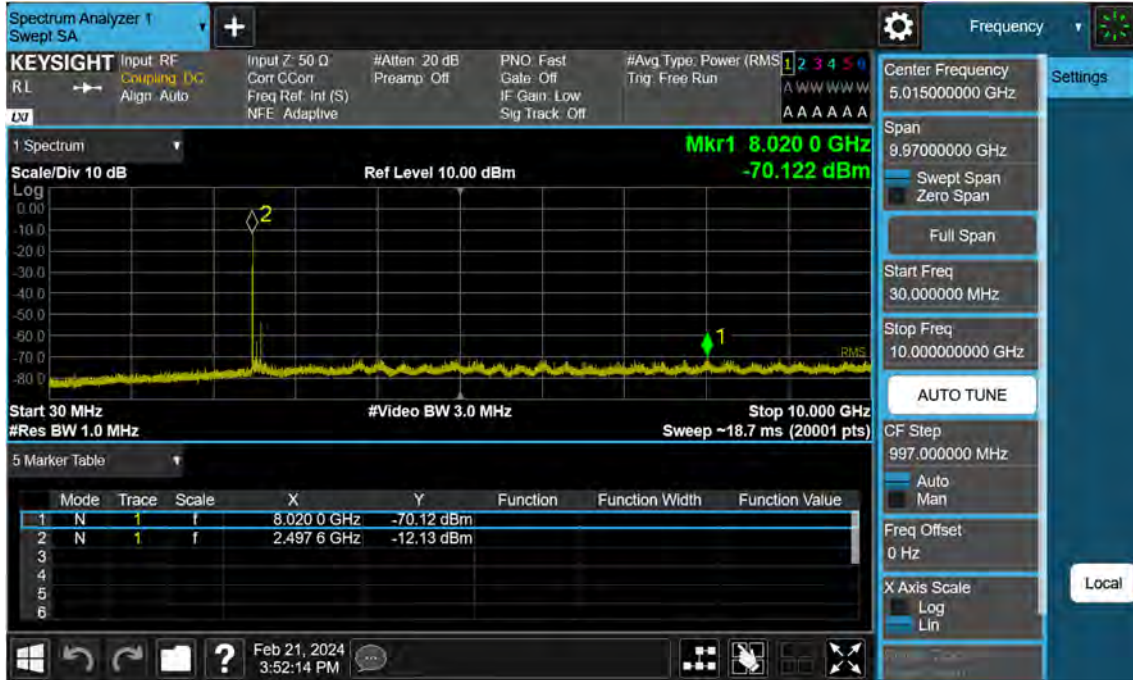 Spectrum Analyzer 1
Swept SA
+
Frequency
KEYSIGHT
RL
LXI
Input: RF
Coupling: DC
Align: Auto
Input Z: 50 Ω
Corr CCorr
Freq Ref: Int (S)
NFE: Adaptive
#Atten: 20 dB
Preamp: Off
PNO: Fast
Gate: Off
IF Gain: Low
Sig Track: Off
#Avg Type: Power (RMS
Trig: Free Run
1 2 3 4 5 6
A W W W W W
A A A A A A
1 Spectrum
Scale/Div 10 dB
Ref Level 10.00 dBm
Mkr1 8.020 0 GHz
-70.122 dBm
Log
0.00
-10.0
-20.0
-30.0
-40.0
-50.0
-60.0
-70.0
-80.0
2
1
RMS
Start 30 MHz
#Video BW 3.0 MHz
Stop 10.000 GHz
#Res BW 1.0 MHz
Sweep ~18.7 ms (20001 pts)
5 Marker Table
Mode Trace Scale X Y Function Function Width Function Value
1 N 1 f 8.020 0 GHz -70.12 dBm
2 N 1 f 2.497 6 GHz -12.13 dBm
3
4
5
6
Feb 21, 2024
3:52:14 PM
?
Center Frequency
5.015000000 GHz
Span
9.97000000 GHz
Swept Span
Zero Span
Full Span
Start Freq
30.000000 MHz
Stop Freq
10.000000000 GHz
AUTO TUNE
CF Step
997.000000 MHz
Auto
Man
Freq Offset
0 Hz
X Axis Scale
Log
Lin
Settings
Local